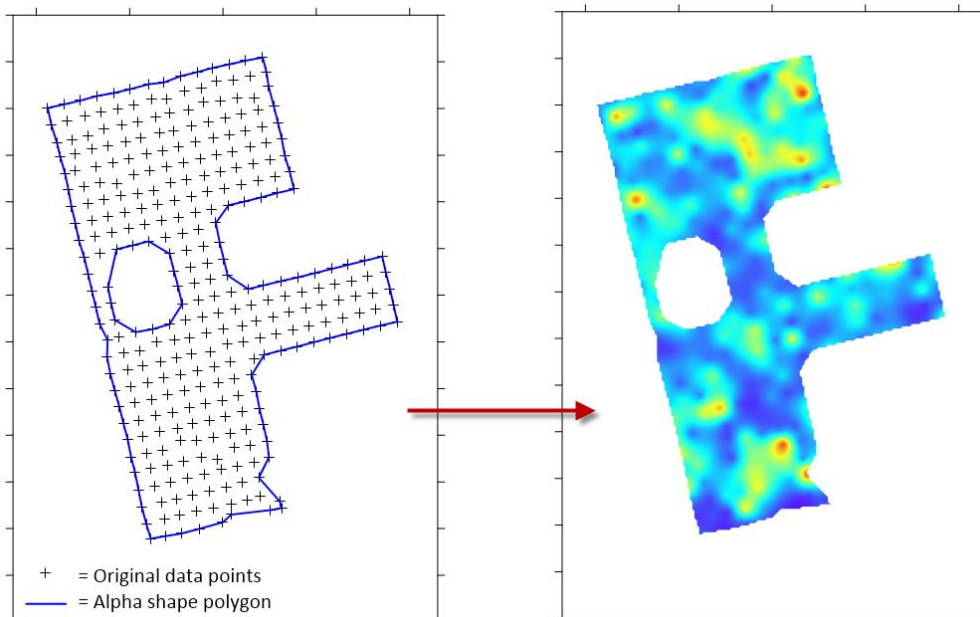 = Original data points
= Alpha shape polygon